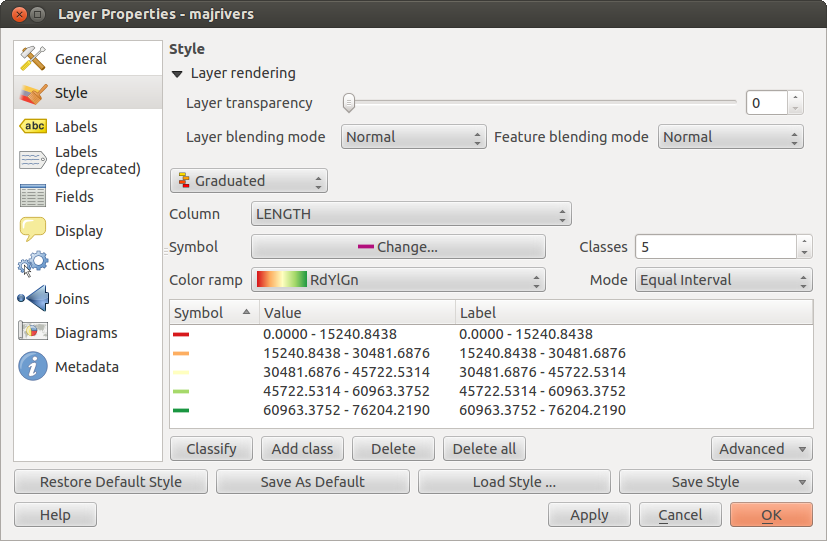 Layer Properties - majrivers
General
Style
abc
Labels
Labels
(deprecated)
Fields
Display
Actions
Joins
Diagrams
Metadata
Style
Layer rendering
Layer transparency 0
Layer blending mode Normal Feature blending mode Normal
Graduated
Column LENGTH
Symbol Change... Classes 5
Color ramp RdYlGn Mode Equal Interval
Symbol Value Label
0.0000 - 15240.8438 0.0000 - 15240.8438
15240.8438 - 30481.6876 15240.8438 - 30481.6876
30481.6876 - 45722.5314 30481.6876 - 45722.5314
45722.5314 - 60963.3752 45722.5314 - 60963.3752
60963.3752 - 76204.2190 60963.3752 - 76204.2190
Classify Add class Delete Delete all Advanced
Restore Default Style Save As Default Load Style ... Save Style
Help Apply Cancel OK